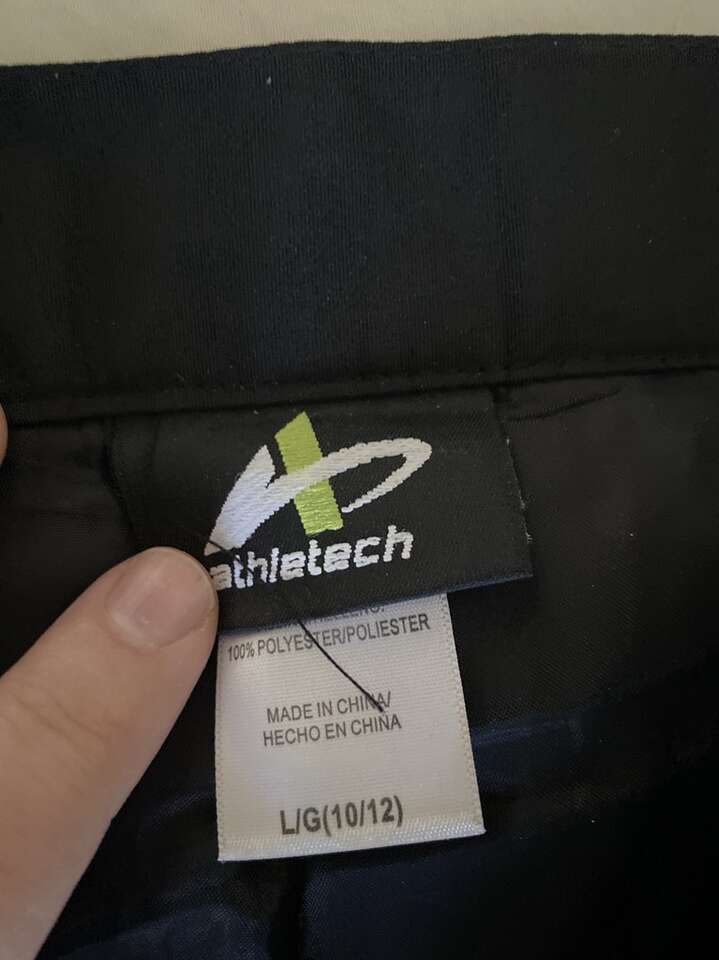 athletech
100% POLYESTER/POLIESTER
MADE IN CHINA/
HECHO EN CHINA
L/G(10/12)